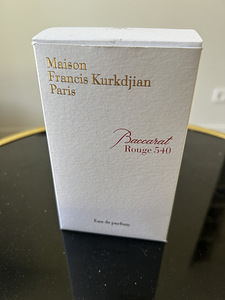 Maison
Francis Kurkdjian
Paris
Baccarat
Rouge 540
Eau de parfum